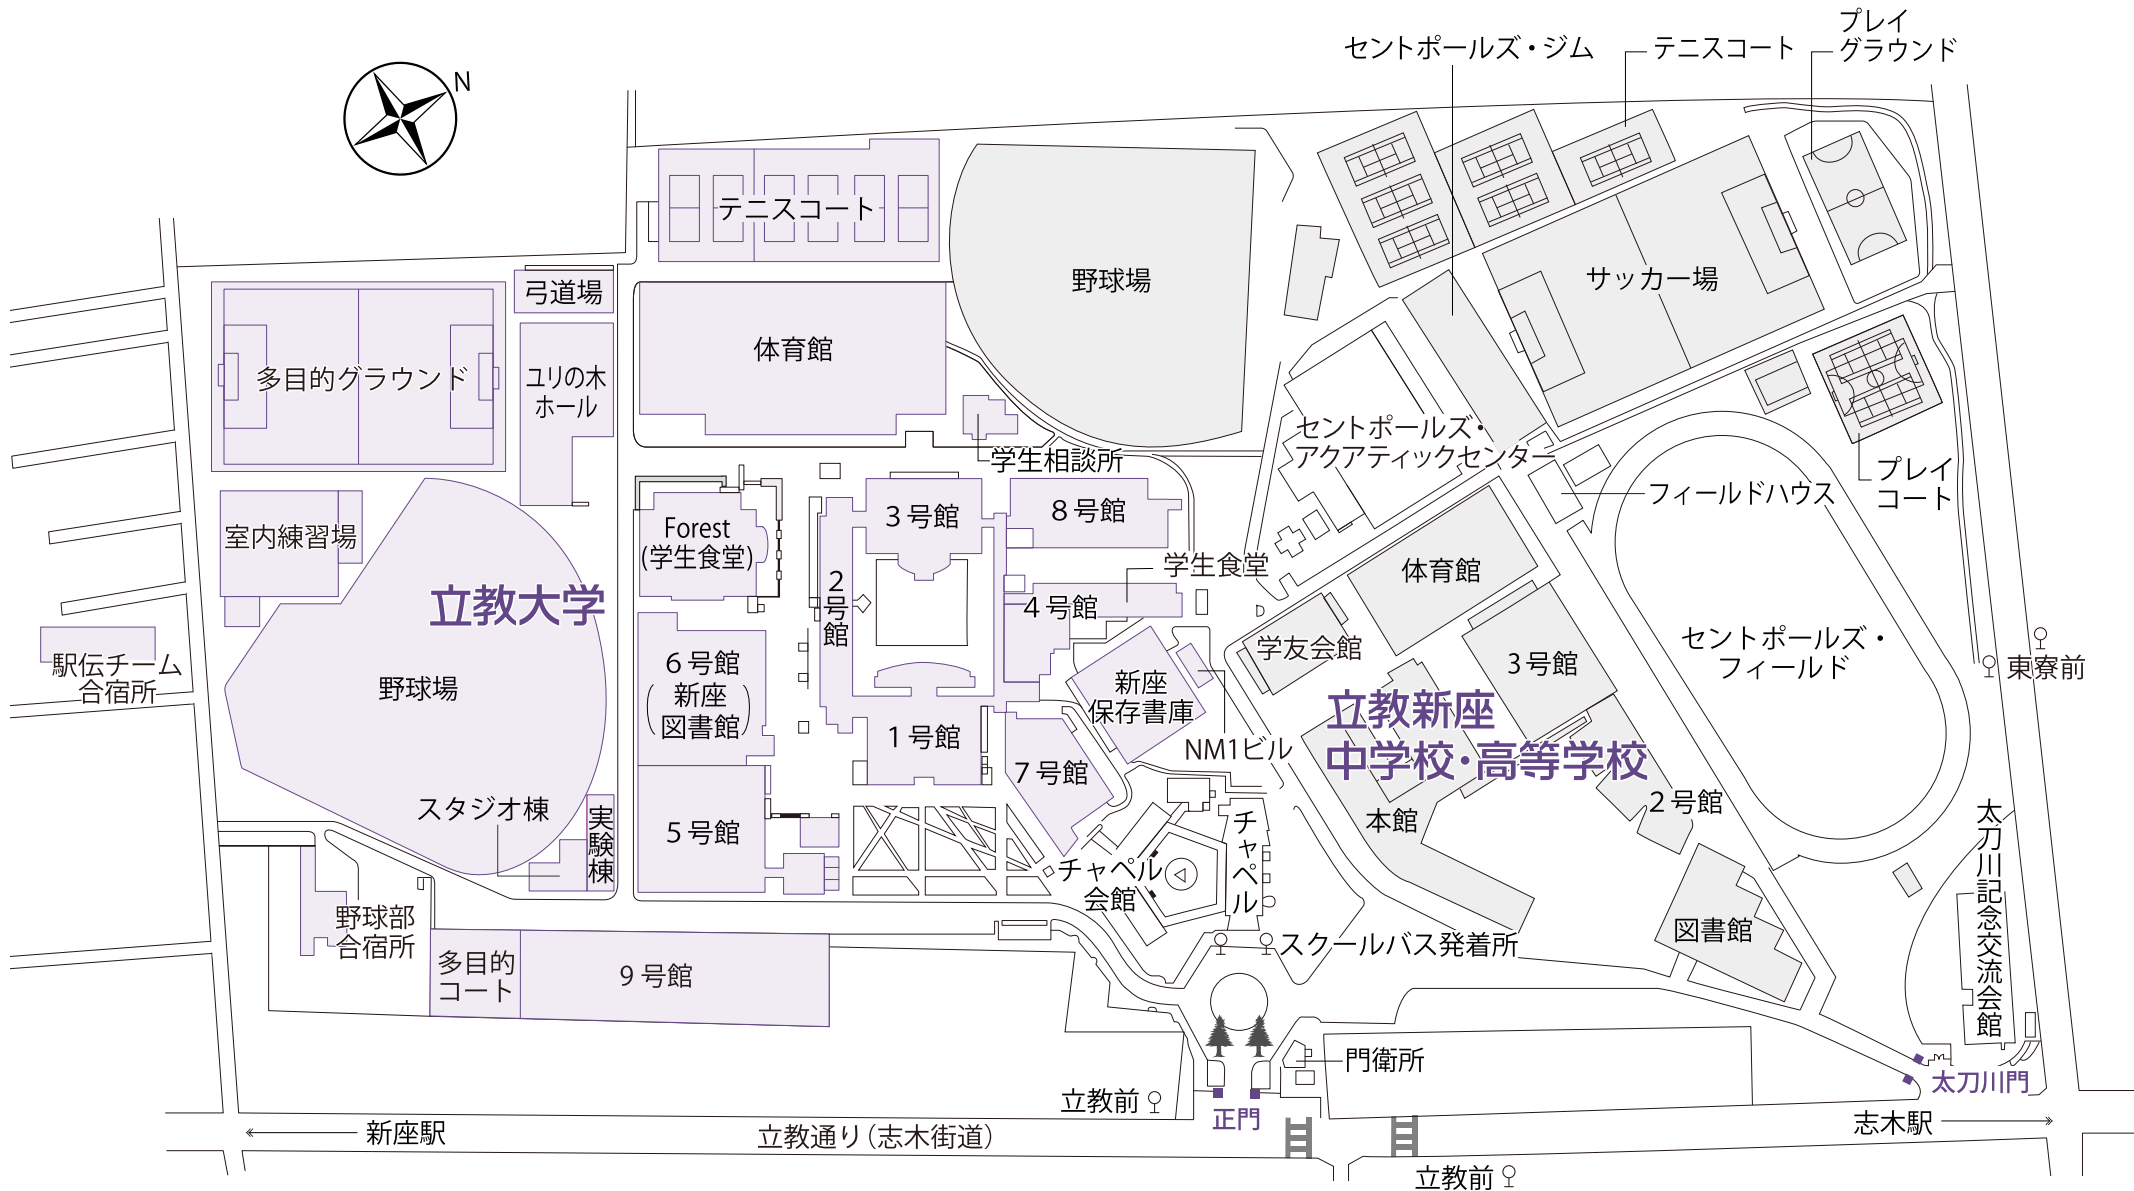 プレイ
グラウンド
セントポールズ・ジム
テニスコート
N
テニスコート
野球場
サッカー場
弓道場
体育館
多目的グラウンド
ユリの木
ホール
セントポールズ・
アクアティックセンター
学生相談所
プレイ
コート
フィールドハウス
室内練習場
Forest
(学生食堂)
3号館
8号館
2号館
学生食堂
体育館
立教大学
4号館
学友会館
3号館
セントポールズ・
フィールド
東寮前
駅伝チーム
合宿所
野球場
6号館
(新座
図書館)
新座
保存書庫
立教新座
中学校・高等学校
1号館
NM1ビル
7号館
スタジオ棟
実験棟
5号館
チャペル
会館
チャペル
本館
2号館
太刀川記念交流会館
野球部
合宿所
図書館
スクールバス発着所
多目的
コート
9号館
門衛所
太刀川門
立教前
正門
新座駅
立教通り(志木街道)
志木駅
立教前